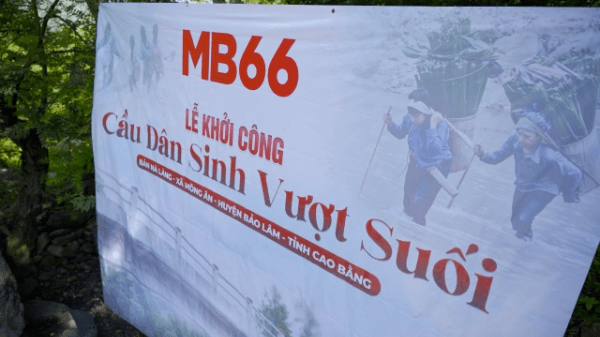 MB66
LỄ KHỞI CÔNG
Cầu Dân Sinh Vượt Suối
BẢN NÀ LÀNG - XÃ MÔNG ÂN - HUYỆN BẢO LÂM - TỈNH CAO BẰNG